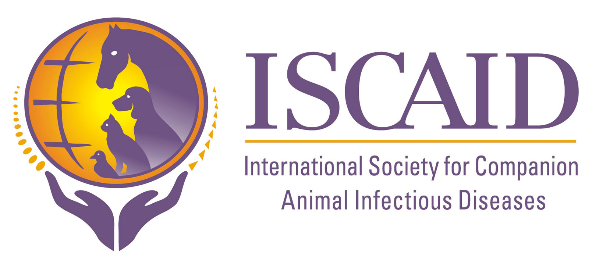 ISCAID
International Society for Companion
Animal Infectious Diseases